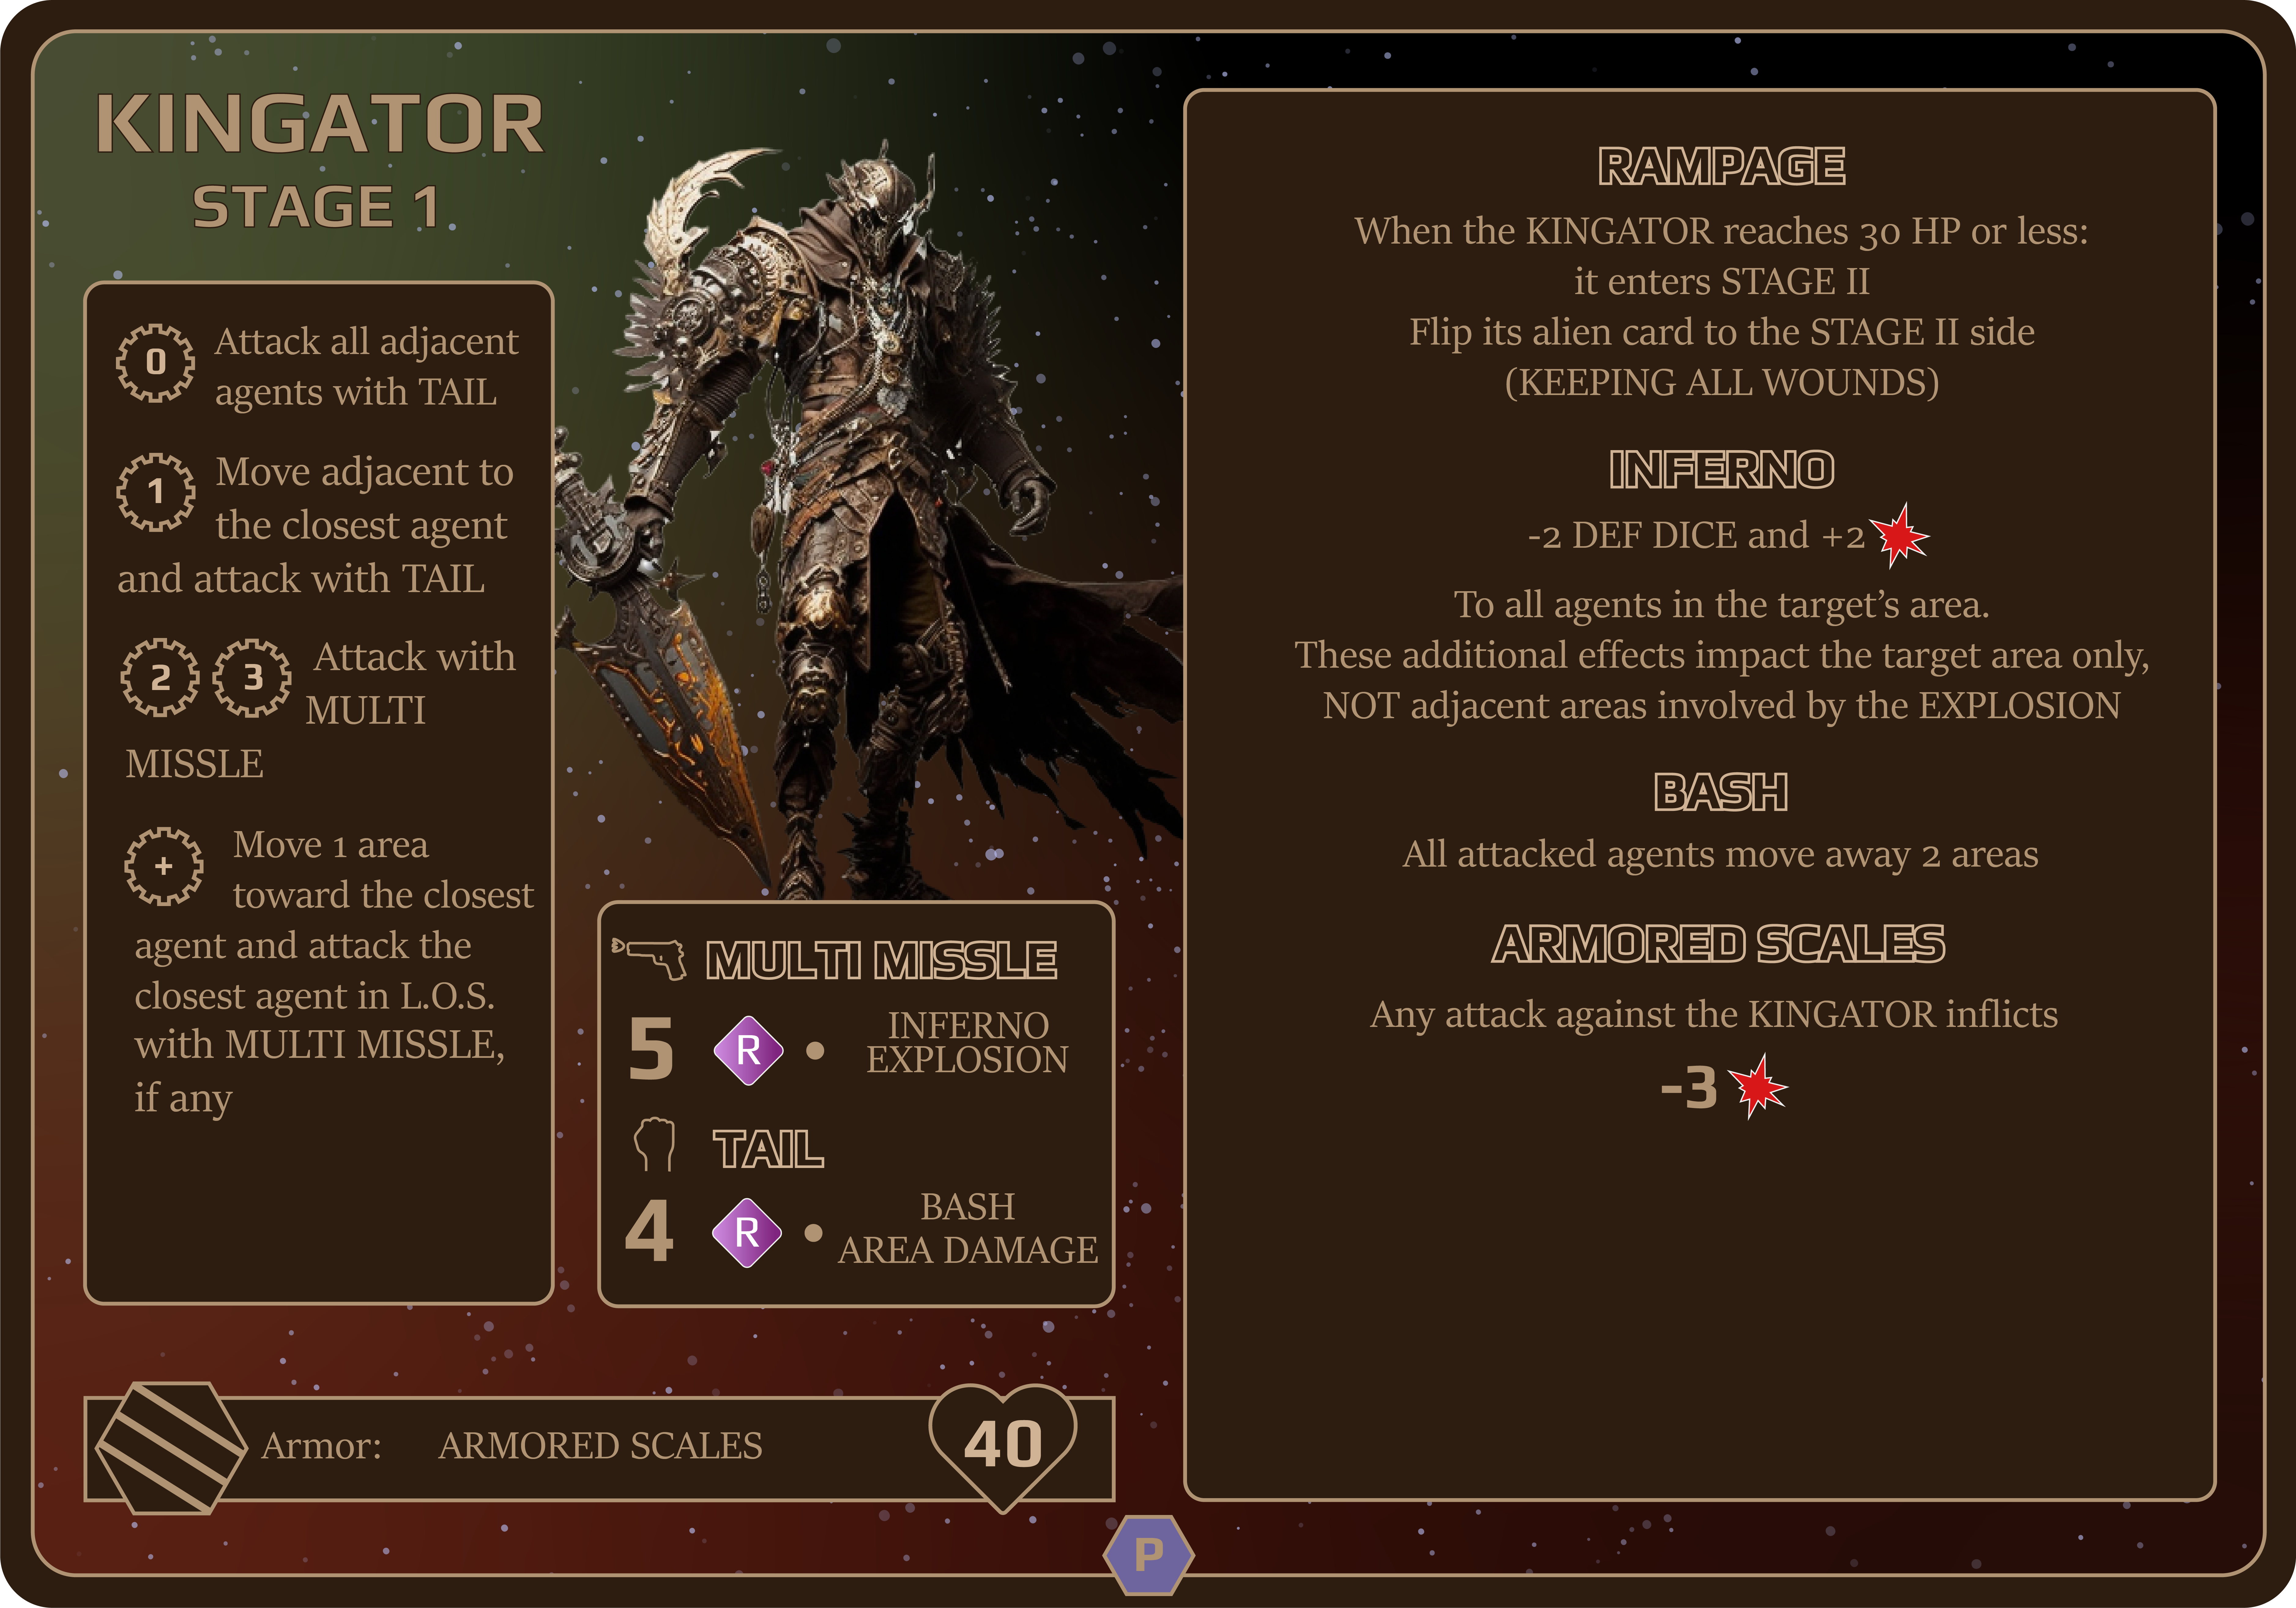 KINGATOR
STAGE 1
0 Attack all adjacent
agents with TAIL
1 Move adjacent to
the closest agent
and attack with TAIL
2 3 Attack with
MULTI
MISSLE
+ Move 1 area
toward the closest
agent and attack the
closest agent in L.O.S.
with MULTI MISSLE,
if any
MULTI MISSLE
5 R • INFERNO
EXPLOSION
TAIL
4 R • BASH
AREA DAMAGE
Armor: ARMORED SCALES
40
RAMPAGE
When the KINGATOR reaches 30 HP or less:
it enters STAGE II
Flip its alien card to the STAGE II side
(KEEPING ALL WOUNDS)
INFERNO
-2 DEF DICE and +2
To all agents in the target’s area.
These additional effects impact the target area only,
NOT adjacent areas involved by the EXPLOSION
BASH
All attacked agents move away 2 areas
ARMORED SCALES
Any attack against the KINGATOR inflicts
-3
P